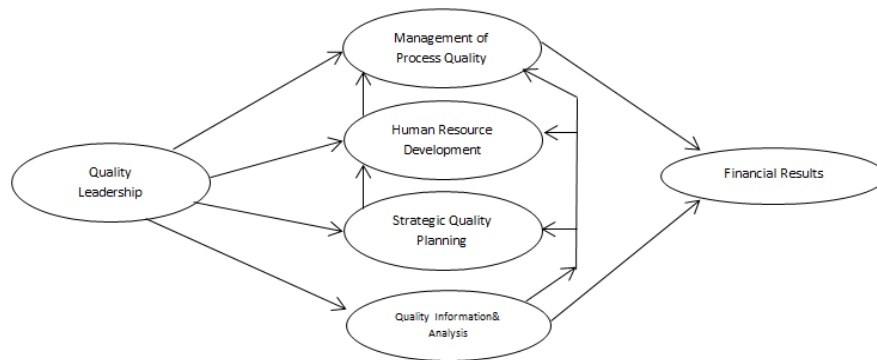 Management of
Process Quality
Human Resource
Development
Quality
Leadership
Financial Results
Strategic Quality
Planning
Quality Information&
Analysis